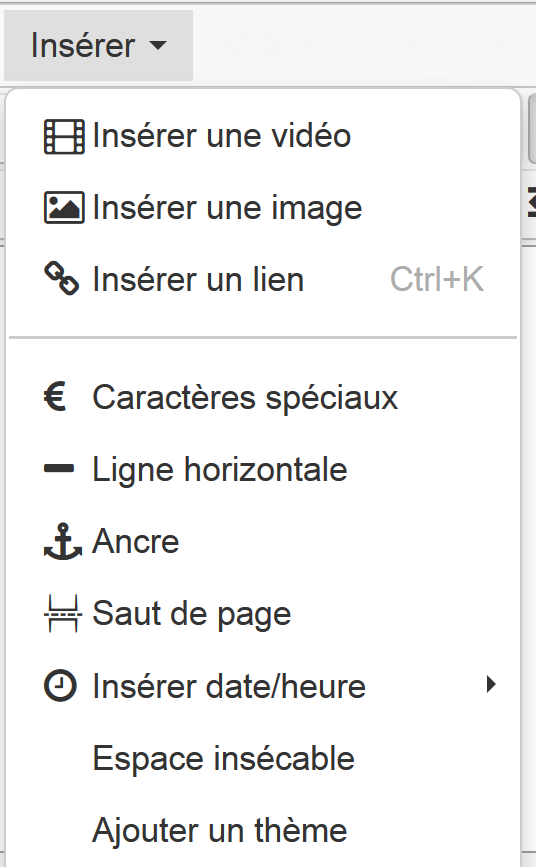 Insérer
Insérer une vidéo
Insérer une image
Insérer un lien Ctrl+K
Caractères spéciaux
Ligne horizontale
Ancre
Saut de page
Insérer date/heure
Espace insécable
Ajouter un thème